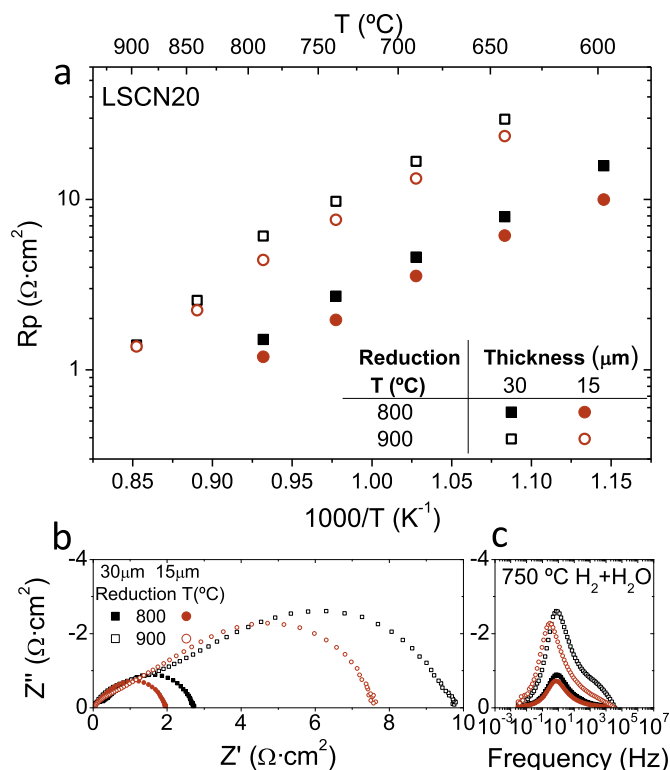 T (ºC)
900 850 800 750 700 650 600
a
LSCN20
10
1
Rp (Ω·cm²)
Reduction Thickness (μm)
T (ºC) 30 15
800
900
0.85 0.90 0.95 1.00 1.05 1.10 1.15
1000/T (K⁻¹)
b
c
-4
-2
0
Z'' (Ω·cm²)
30μm 15μm
Reduction T(ºC)
800
900
0 2 4 6 8 10
Z' (Ω·cm²)
-4
-2
0
750 ºC H₂+H₂O
10⁻³ 10⁻¹ 10¹ 10³ 10⁵ 10⁷
Frequency (Hz)